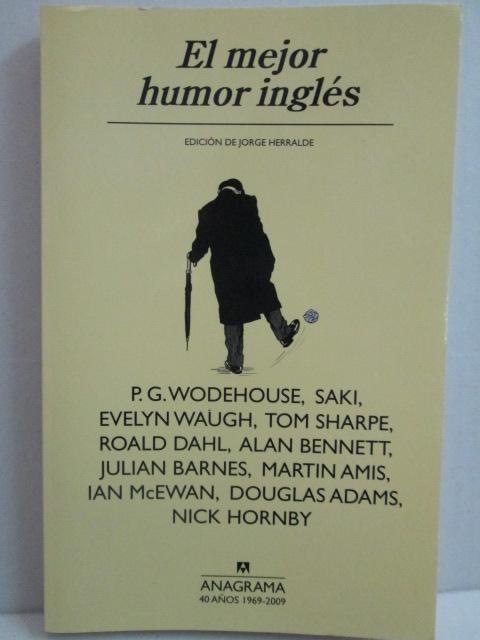 El mejor
humor inglés
EDICIÓN DE JORGE HERRALDE
P. G. WODEHOUSE, SAKI,
EVELYN WAUGH, TOM SHARPE,
ROALD DAHL, ALAN BENNETT,
JULIAN BARNES, MARTIN AMIS,
IAN McEWAN, DOUGLAS ADAMS,
NICK HORNBY
ANAGRAMA
40 AÑOS 1969-2009